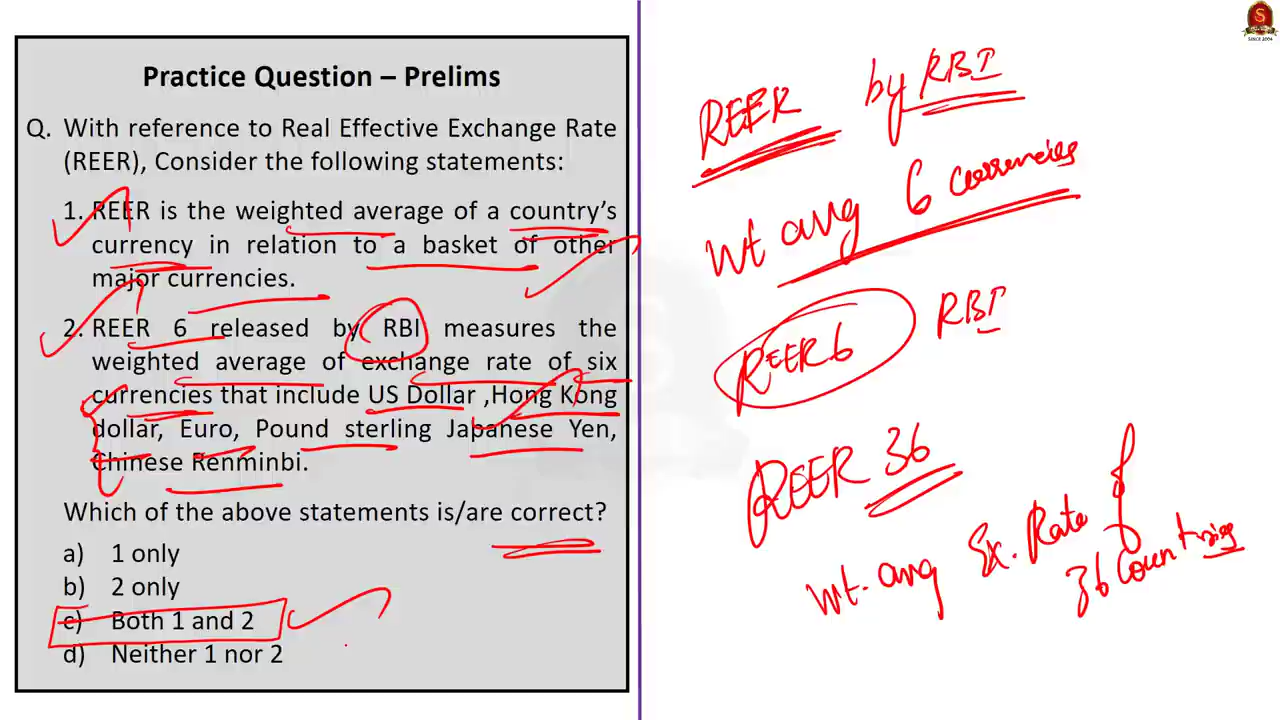 Practice Question – Prelims
Q. With reference to Real Effective Exchange Rate
(REER), Consider the following statements:
1. REER is the weighted average of a country's
currency in relation to a basket of other
major currencies.
2. REER 6 released by RBI measures the
weighted average of exchange rate of six
currencies that include US Dollar ,Hong Kong
dollar, Euro, Pound sterling Japanese Yen,
Chinese Renminbi.
Which of the above statements is/are correct?
a) 1 only
b) 2 only
c) Both 1 and 2
d) Neither 1 nor 2
REER by RBI
wt avg 6 currencies
REER 6 RBI
REER 36
wt. avg Ex. Rate of
36 Countries
S
SINCE 2004